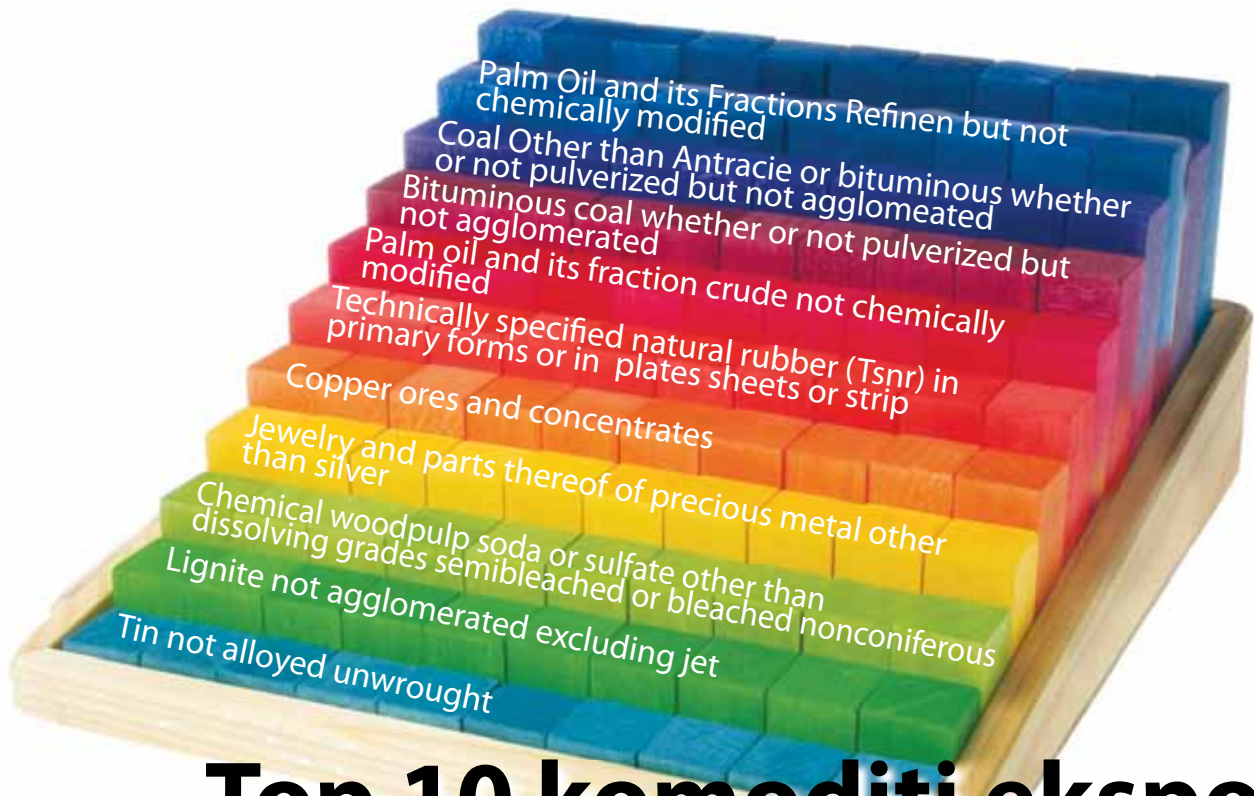 Palm Oil and its Fractions Refinen but not
chemically modified
Coal Other than Antracie or bituminous whether
or not pulverized but not agglomeated
Bituminous coal whether or not pulverized but
not agglomerated
Palm oil and its fraction crude not chemically
modified
Technically specified natural rubber (Tsnr) in
primary forms or in plates sheets or strip
Copper ores and concentrates
Jewelry and parts thereof of precious metal other
than silver
Chemical woodpulp soda or sulfate other than
dissolving grades semibleached or bleached nonconiferous
Lignite not agglomerated excluding jet
Tin not alloyed unwrought
Top 10 komoditi